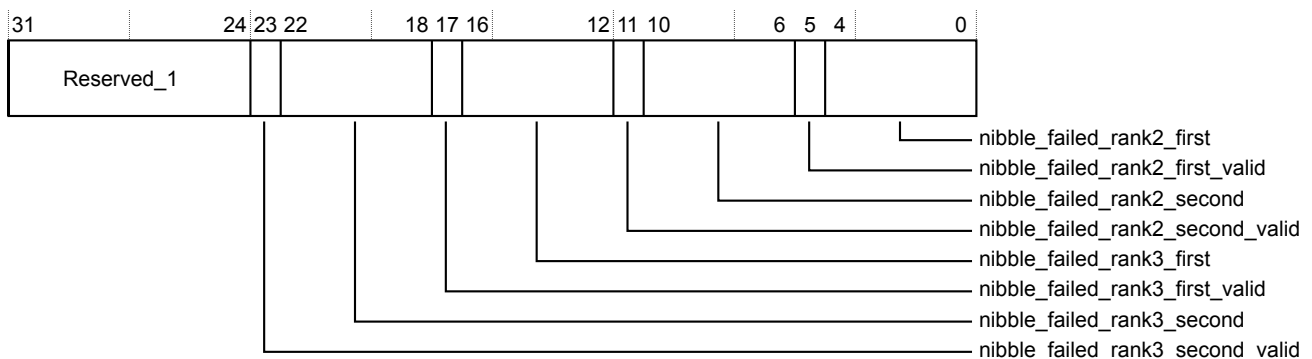 31 24 23 22 18 17 16 12 11 10 6 5 4 0
Reserved_1
nibble_failed_rank2_first
nibble_failed_rank2_first_valid
nibble_failed_rank2_second
nibble_failed_rank2_second_valid
nibble_failed_rank3_first
nibble_failed_rank3_first_valid
nibble_failed_rank3_second
nibble_failed_rank3_second_valid